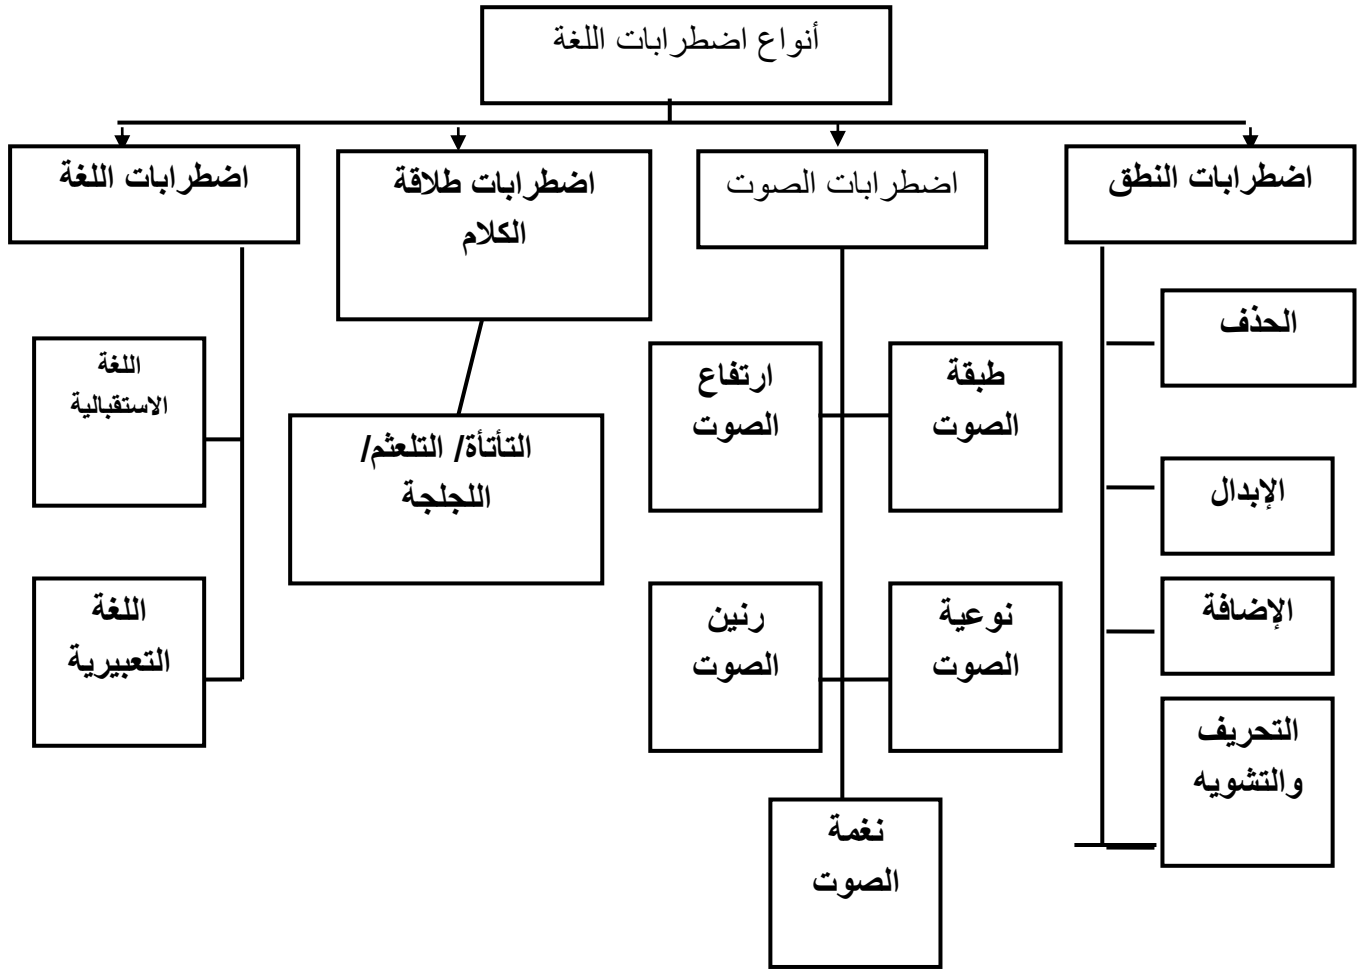 أنواع اضطرابات اللغة
اضطرابات النطق
اضطرابات الصوت
اضطرابات طلاقة
الكلام
اضطرابات اللغة
الحذف
الإبدال
الإضافة
التحريف
والتشويه
طبقة
الصوت
ارتفاع
الصوت
نوعية
الصوت
رنين
الصوت
نغمة
الصوت
التأتأة/ التلعثم/
اللجلجة
اللغة
الاستقبالية
اللغة
التعبيرية